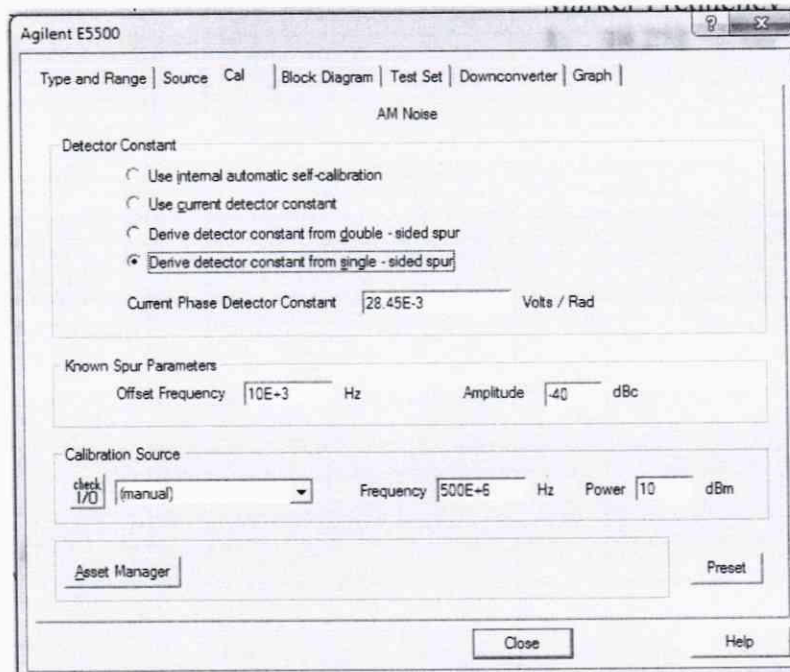 Agilent E5500
Type and Range Source Cal Block Diagram Test Set Downconverter Graph
AM Noise
Detector Constant
Use internal automatic self-calibration
Use current detector constant
Derive detector constant from double - sided spur
Derive detector constant from single - sided spur
Current Phase Detector Constant 28.45E-3 Volts / Rad
Known Spur Parameters
Offset Frequency 10E+3 Hz Amplitude -40 dBc
Calibration Source
check I/O (manual) Frequency 500E+6 Hz Power 10 dBm
Asset Manager Preset
Close Help